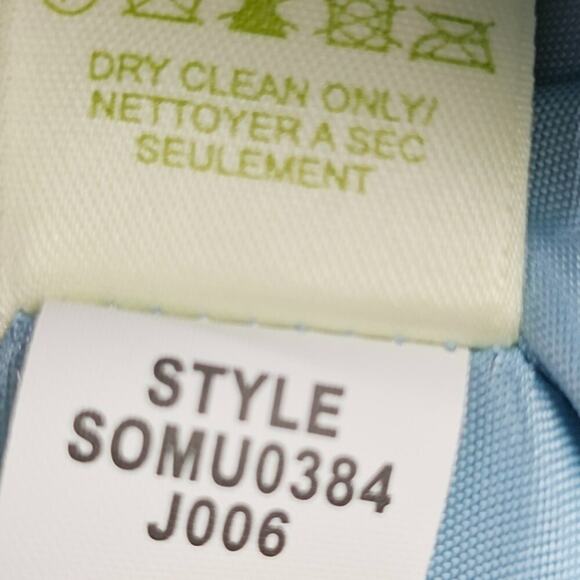 DRY CLEAN ONLY/
NETTOYER A SEC
SEULEMENT
STYLE
SOMU0384
J006